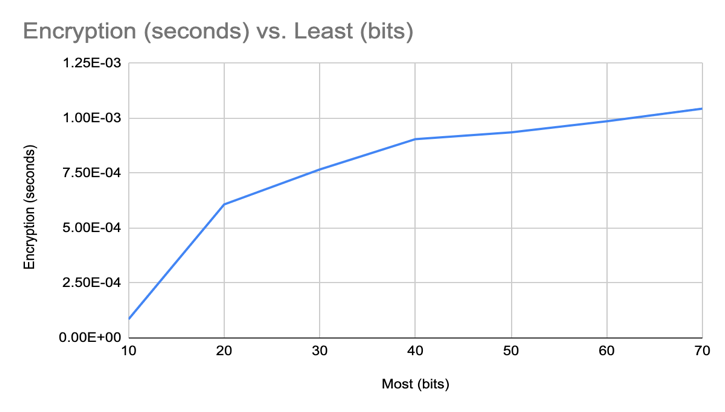 Encryption (seconds) vs. Least (bits)
1.25E-03
1.00E-03
7.50E-04
5.00E-04
2.50E-04
0.00E+00
Encryption (seconds)
10 20 30 40 50 60 70
Most (bits)